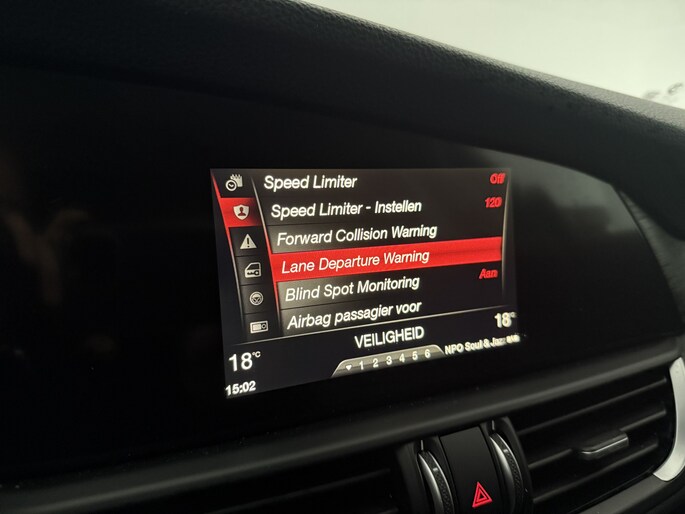 Speed Limiter Off
Speed Limiter - Instellen 120
Forward Collision Warning
Lane Departure Warning
Blind Spot Monitoring Aan
Airbag passagier voor
VEILIGHEID
18°C 18°
♥ 1 2 3 4 5 6 NPO Soul & Jazz
15:02